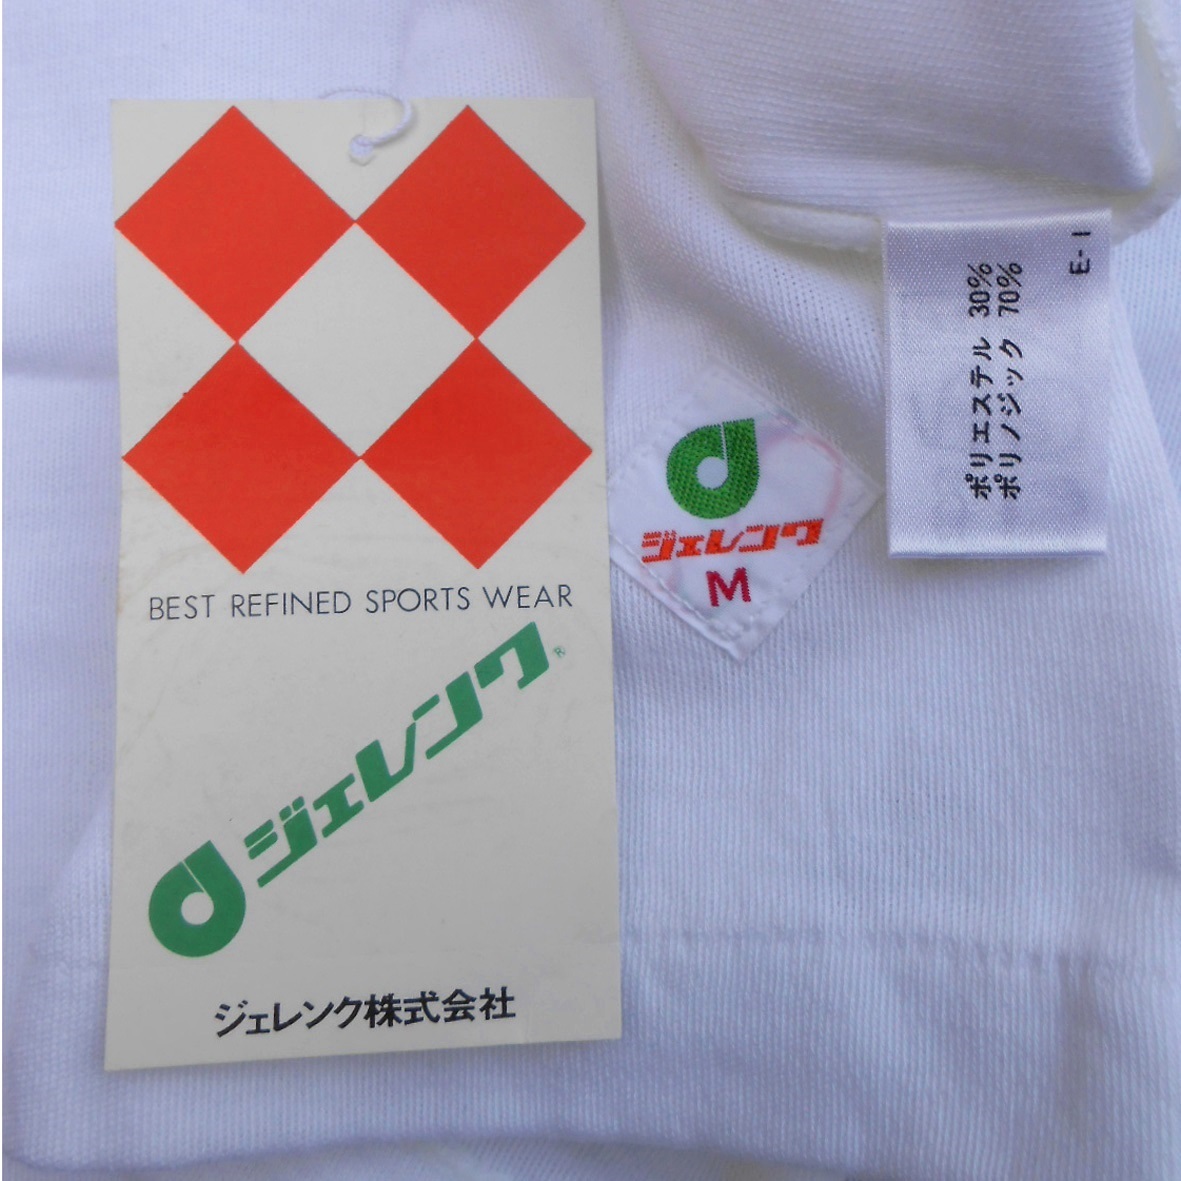 BEST REFINED SPORTS WEAR
ジェレンク®
ジェレンク株式会社
ジェレンク
M
ポリエステル 30%
ポリノジック 70%
E-1